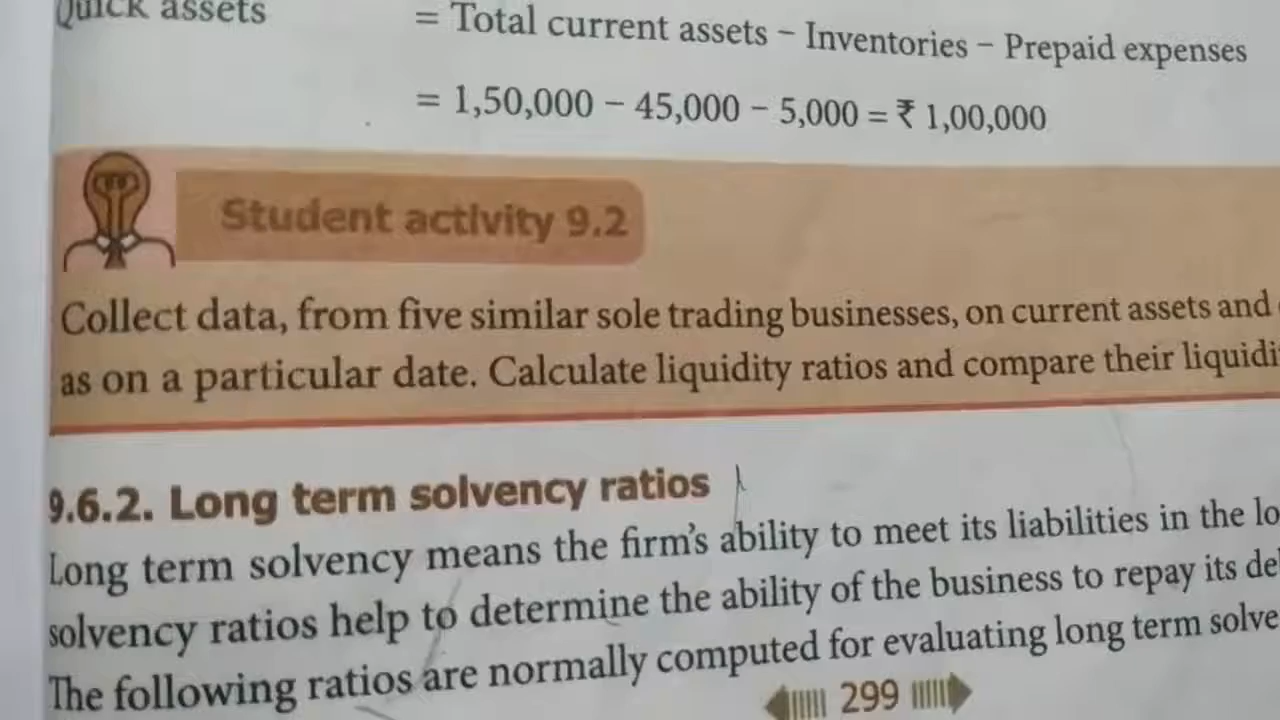 Quick assets = Total current assets − Inventories − Prepaid expenses
= 1,50,000 − 45,000 − 5,000 = ₹ 1,00,000
Student activity 9.2
Collect data, from five similar sole trading businesses, on current assets and
as on a particular date. Calculate liquidity ratios and compare their liquidi
9.6.2. Long term solvency ratios
Long term solvency means the firm's ability to meet its liabilities in the lo
solvency ratios help to determine the ability of the business to repay its de
The following ratios are normally computed for evaluating long term solve
299